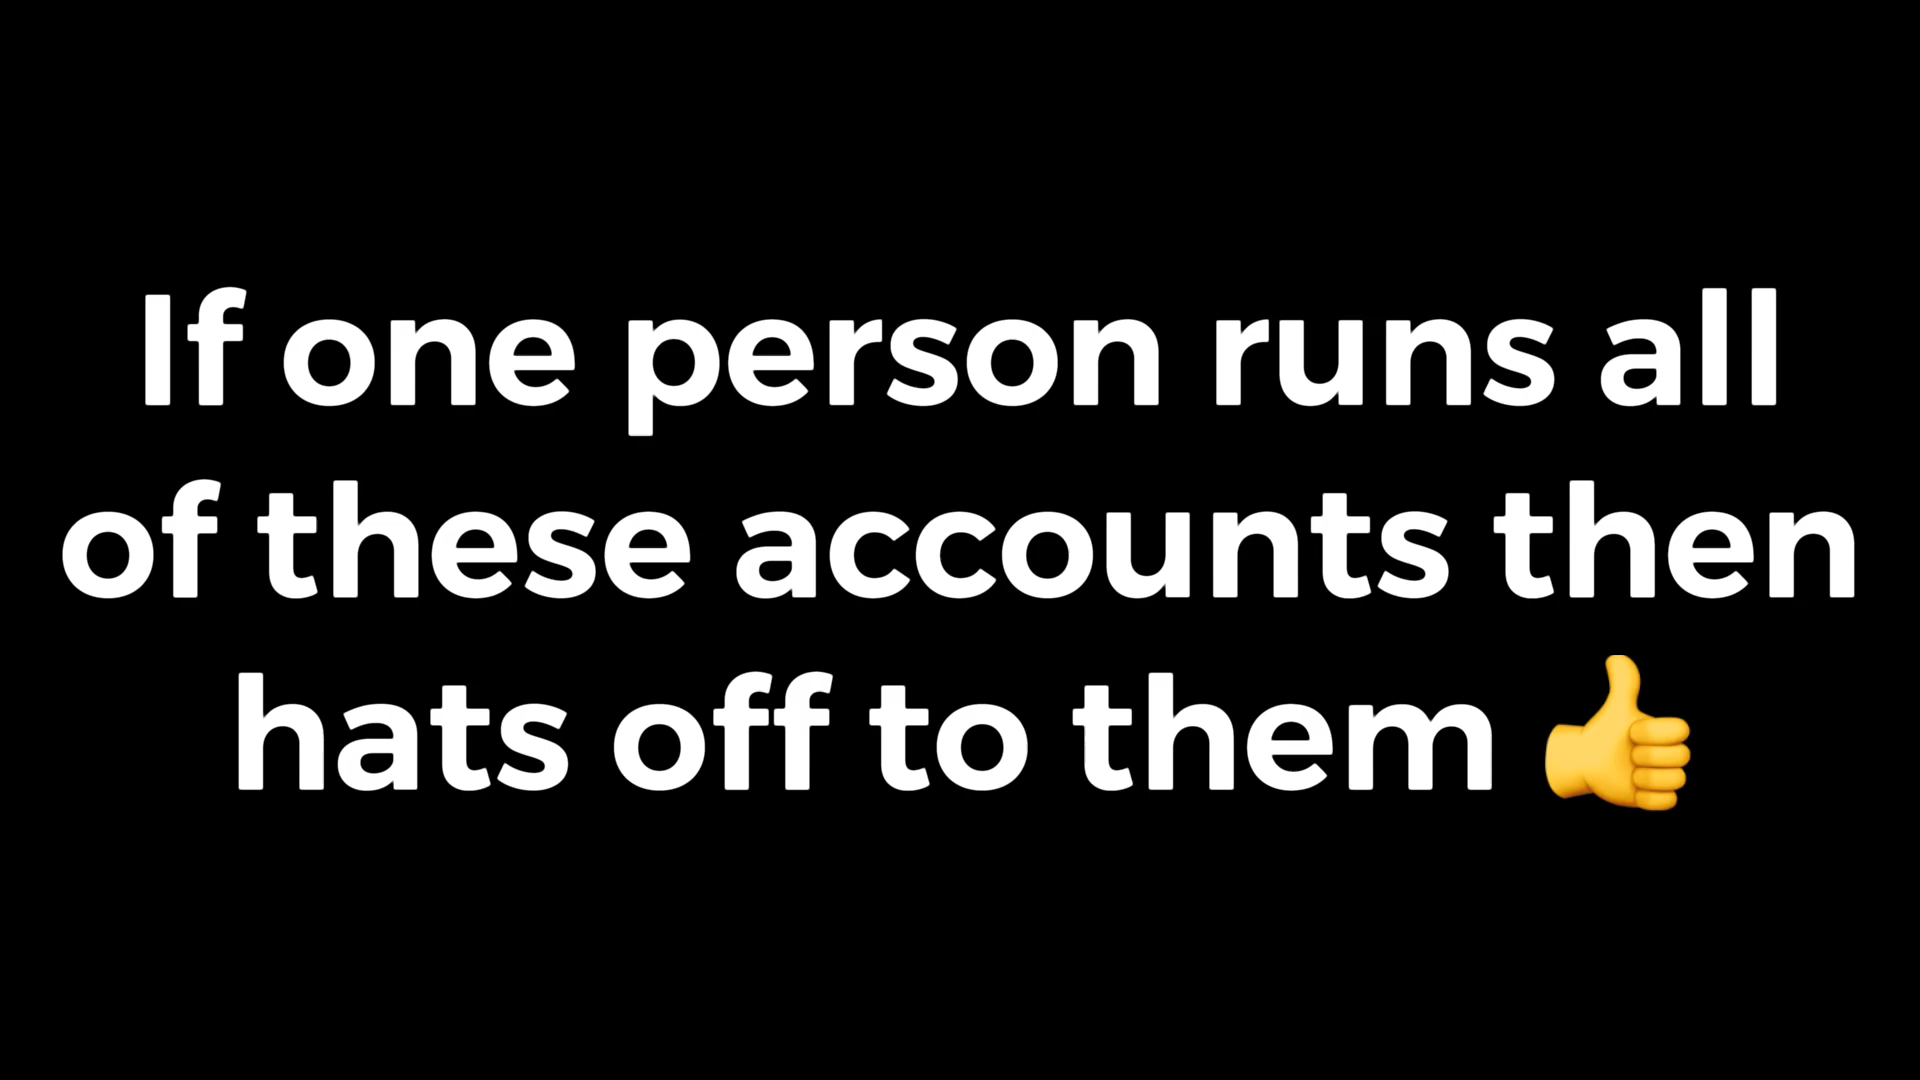 If one person runs all
of these accounts then
hats off to them 👍